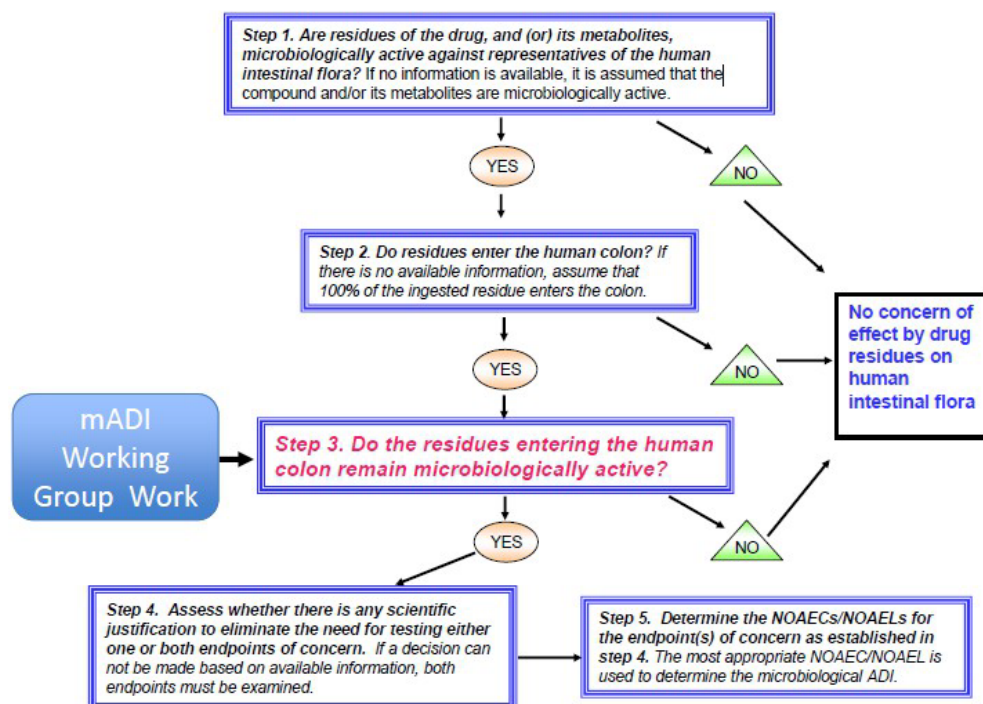 Step 1. Are residues of the drug, and (or) its metabolites,
microbiologically active against representatives of the human
intestinal flora? If no information is available, it is assumed that the
compound and/or its metabolites are microbiologically active.
YES
NO
Step 2. Do residues enter the human colon? If
there is no available information, assume that
100% of the ingested residue enters the colon.
No concern of
effect by drug
residues on
human
intestinal flora
YES
NO
mADI
Working
Group Work
Step 3. Do the residues entering the human
colon remain microbiologically active?
YES
NO
Step 4. Assess whether there is any scientific
justification to eliminate the need for testing either
one or both endpoints of concern. If a decision can
not be made based on available information, both
endpoints must be examined.
Step 5. Determine the NOAECs/NOAELs for
the endpoint(s) of concern as established in
step 4. The most appropriate NOAEC/NOAEL is
used to determine the microbiological ADI.